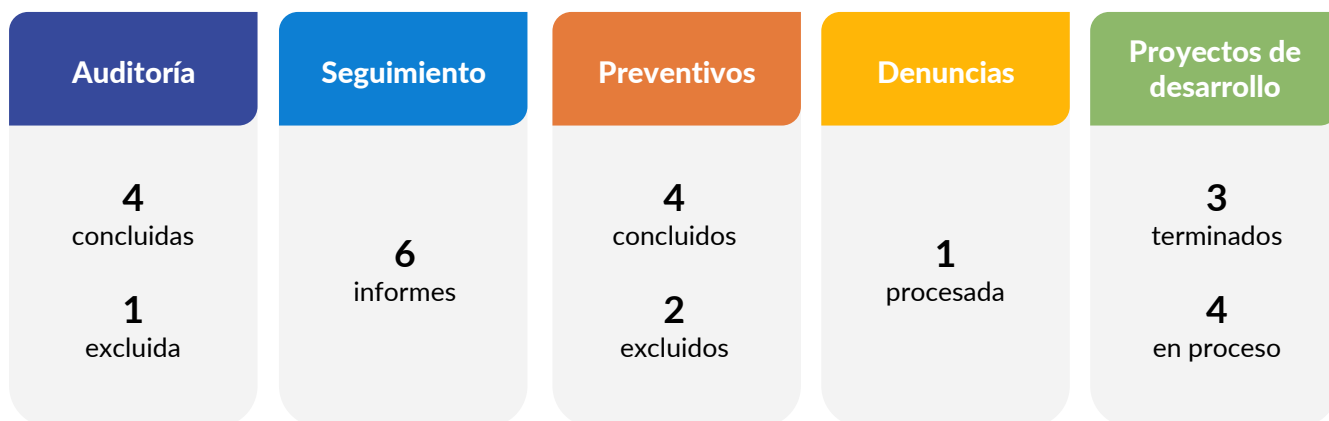 Auditoría
4
concluidas
1
excluida
Seguimiento
6
informes
Preventivos
4
concluidos
2
excluidos
Denuncias
1
procesada
Proyectos de
desarrollo
3
terminados
4
en proceso